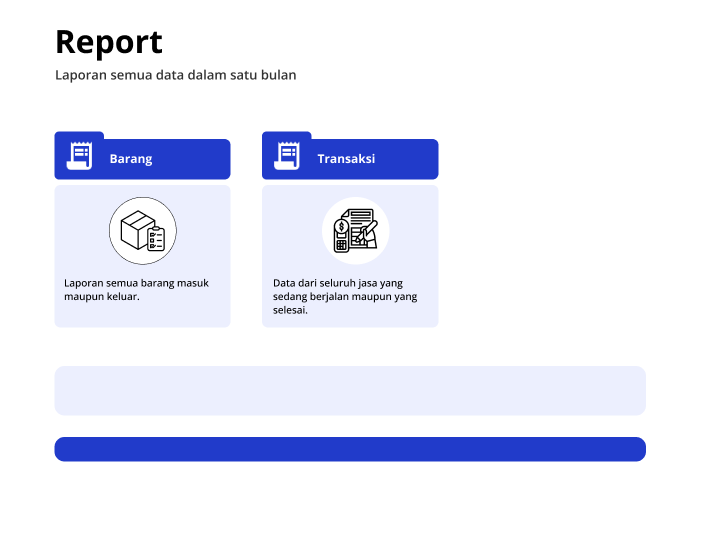 Report
Laporan semua data dalam satu bulan
Barang
Transaksi
Laporan semua barang masuk
maupun keluar.
Data dari seluruh jasa yang
sedang berjalan maupun yang
selesai.